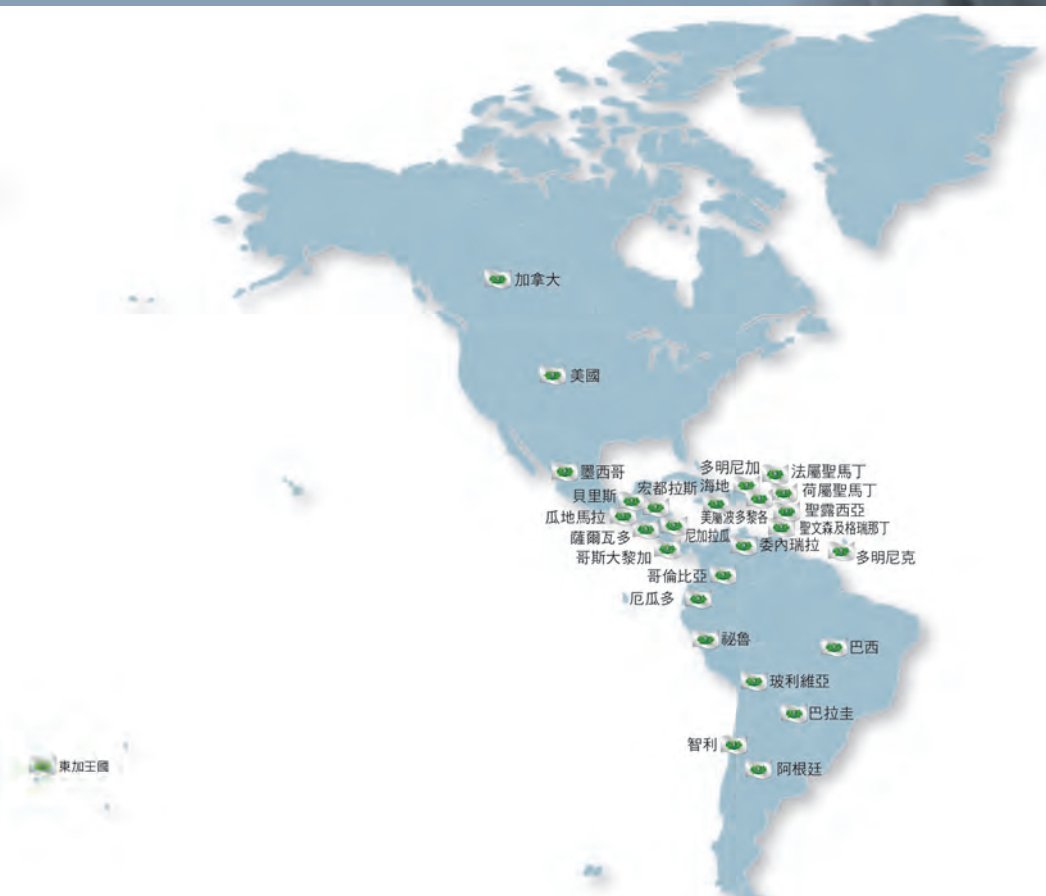 加拿大
美國
墨西哥
多明尼加
法屬聖馬丁
貝里斯
宏都拉斯
海地
荷屬聖馬丁
瓜地馬拉
美屬波多黎各
聖露西亞
薩爾瓦多
尼加拉瓜
聖文森及格瑞那丁
哥斯大黎加
委內瑞拉
多明尼克
哥倫比亞
厄瓜多
祕魯
巴西
玻利維亞
巴拉圭
智利
東加王國
阿根廷